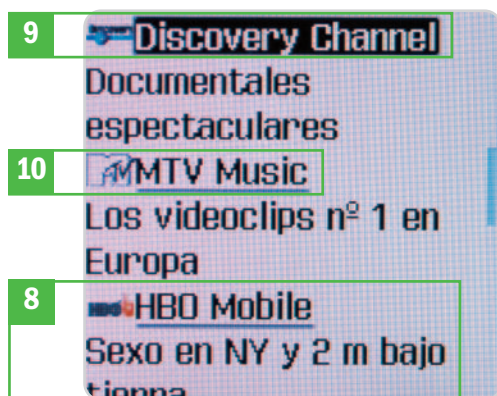 9 Discovery Channel
Documentales
espectaculares
10 MTV Music
Los videoclips nº 1 en
Europa
8 HBO Mobile
Sexo en NY y 2 m bajo
tierra